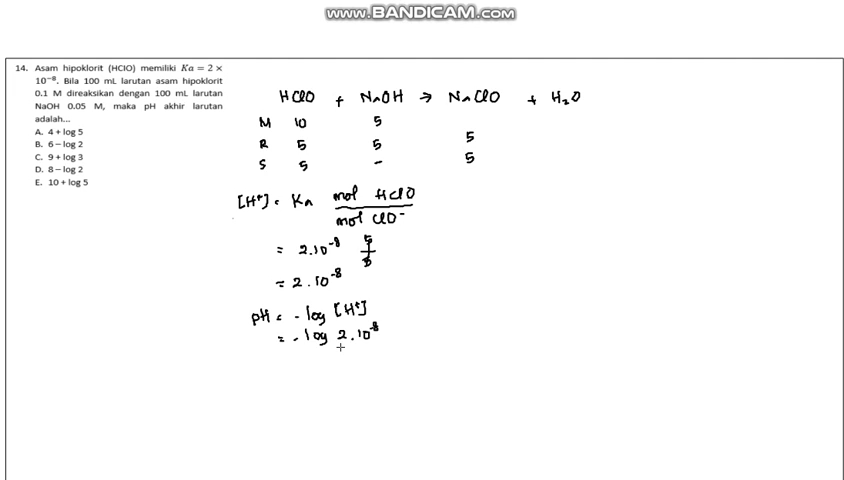 www.BANDICAM.com
14. Asam hipoklorit (HClO) memiliki Ka = 2 ×
10⁻⁸. Bila 100 mL larutan asam hipoklorit
0.1 M direaksikan dengan 100 mL larutan
NaOH 0.05 M, maka pH akhir larutan
adalah...
A. 4 + log 5
B. 6 – log 2
C. 9 + log 3
D. 8 – log 2
E. 10 + log 5
HClO + NaOH → NaClO + H₂O
M 10 5
R 5 5 5
S 5 - 5
[H⁺] = Ka mol HClO
mol ClO⁻
= 2.10⁻⁸ 5
5
= 2.10⁻⁸
pH = - log [H⁺]
= - log 2.10⁻⁸